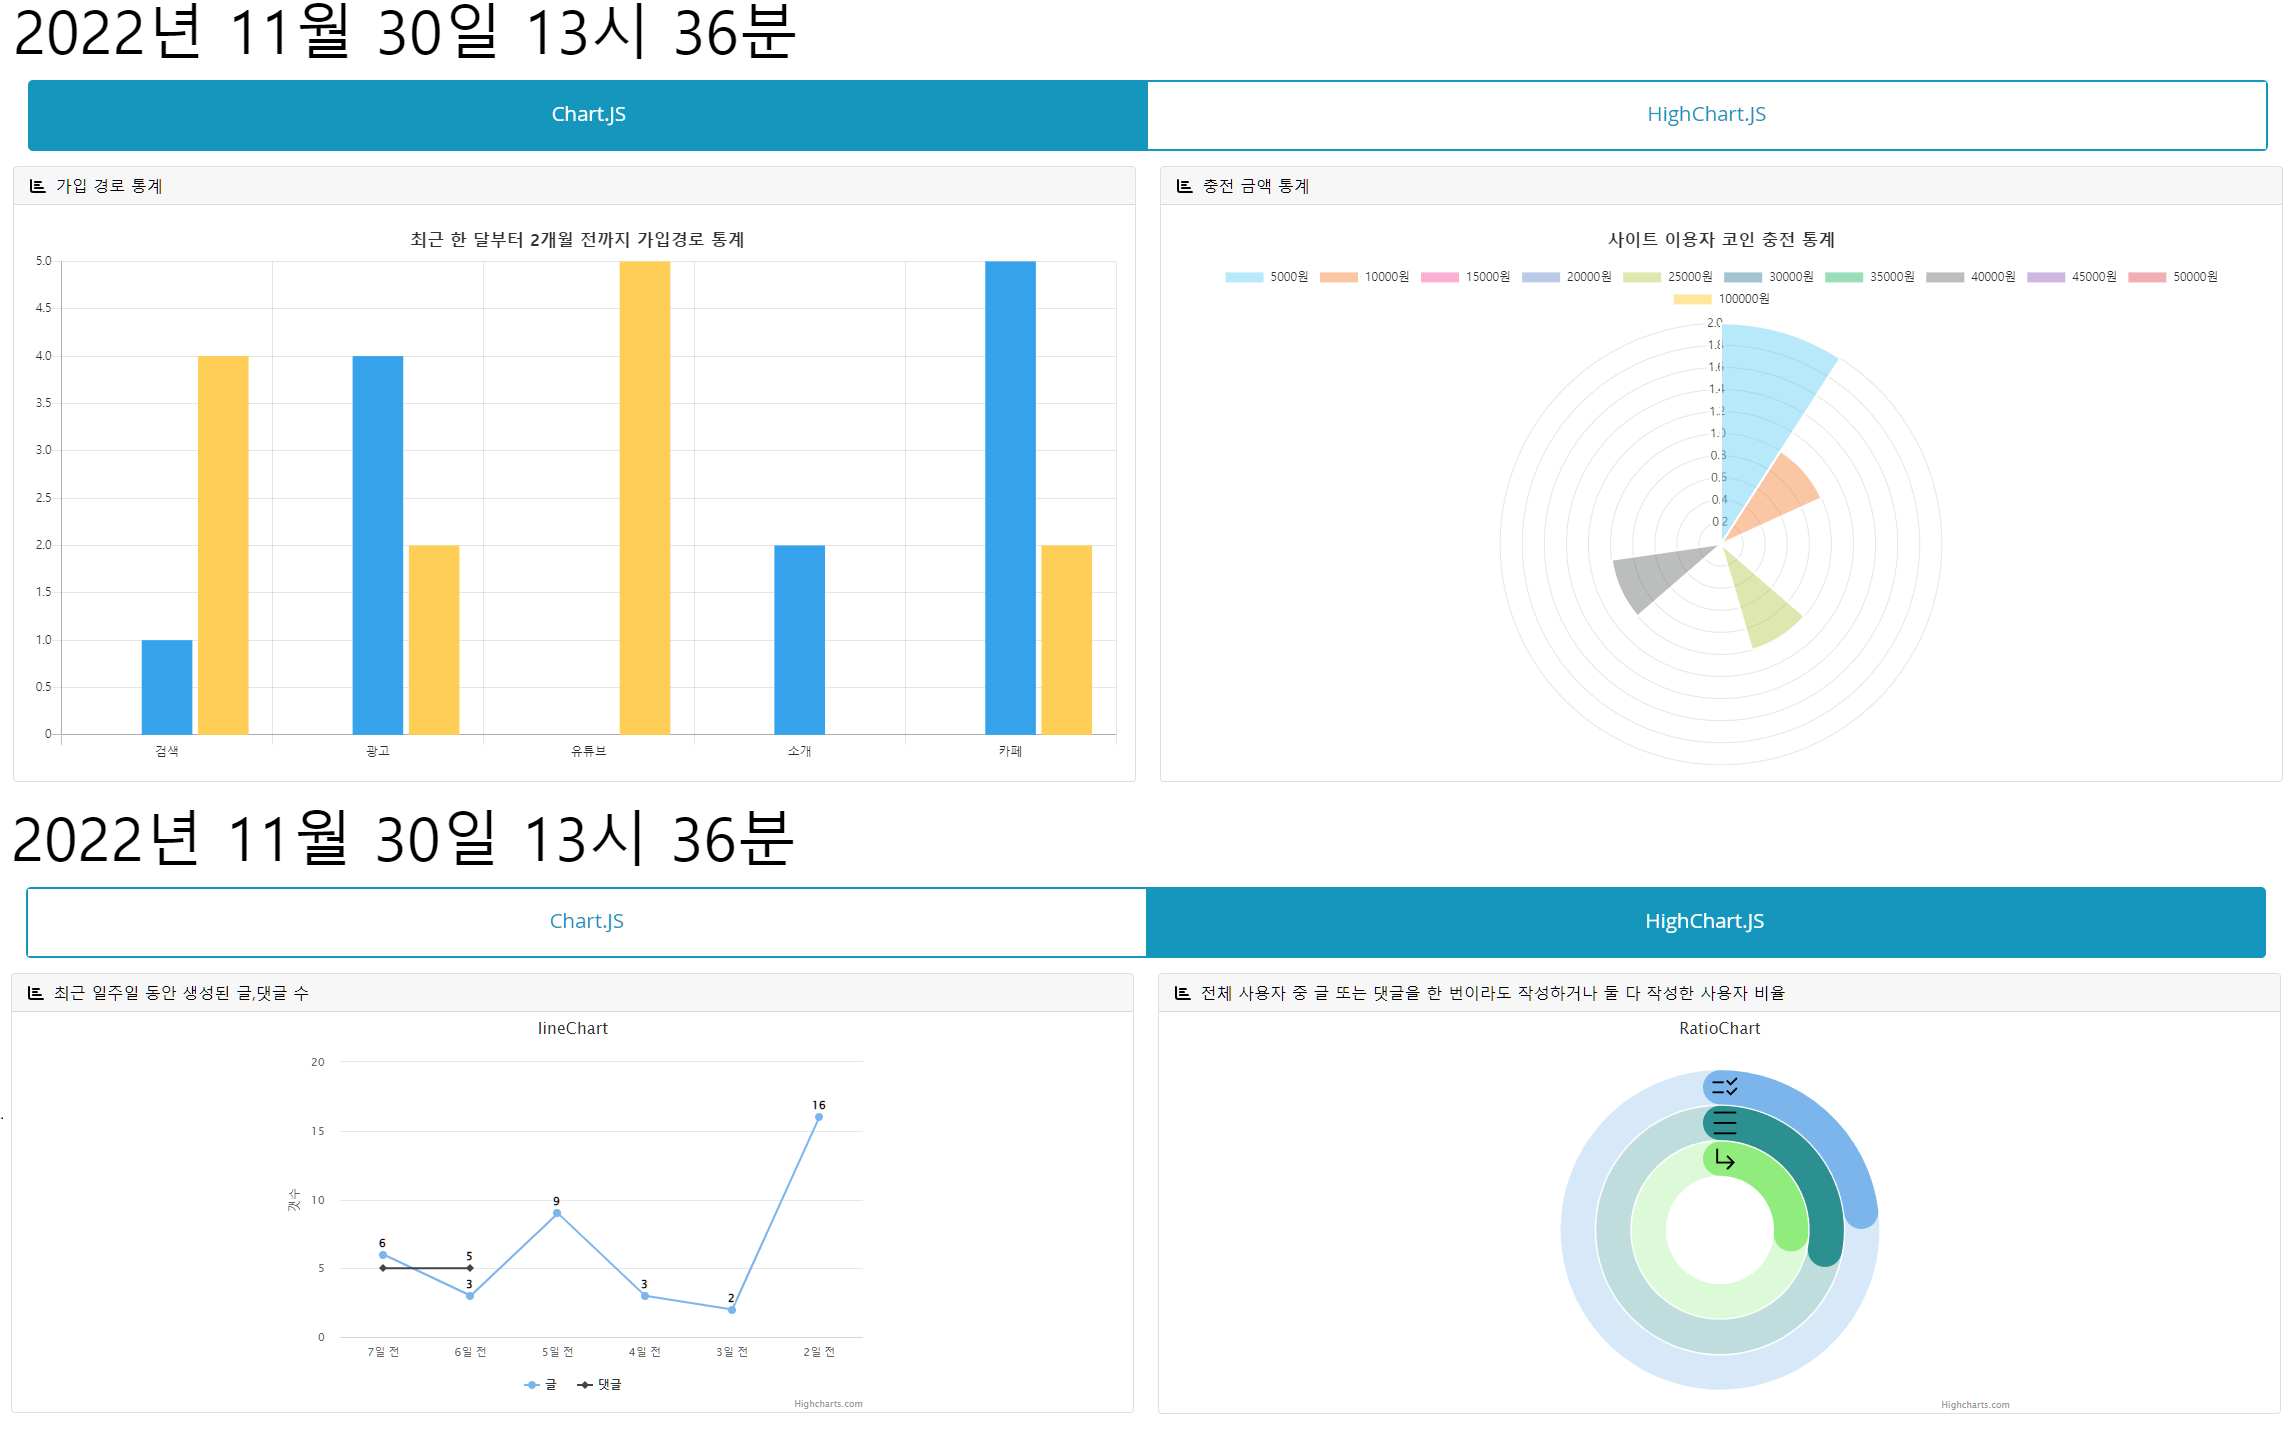 2022년 11월 30일 13시 36분
Chart.JS
HighChart.JS
가입 경로 통계
최근 한 달부터 2개월 전까지 가입경로 통계
5.0
4.5
4.0
3.5
3.0
2.5
2.0
1.5
1.0
0.5
0
검색 광고 유튜브 소개 카페
충전 금액 통계
사이트 이용자 코인 충전 통계
5000원 10000원 15000원 20000원 25000원 30000원 35000원 40000원 45000원 50000원
100000원
2.0
1.8
1.6
1.4
1.2
1.0
0.8
0.6
0.4
0.2
2022년 11월 30일 13시 36분
Chart.JS
HighChart.JS
최근 일주일 동안 생성된 글,댓글 수
lineChart
갯수
20
15
10
5
0
6
5
3
9
3
2
16
7일 전 6일 전 5일 전 4일 전 3일 전 2일 전
글 댓글
Highcharts.com
전체 사용자 중 글 또는 댓글을 한 번이라도 작성하거나 둘 다 작성한 사용자 비율
RatioChart
Highcharts.com